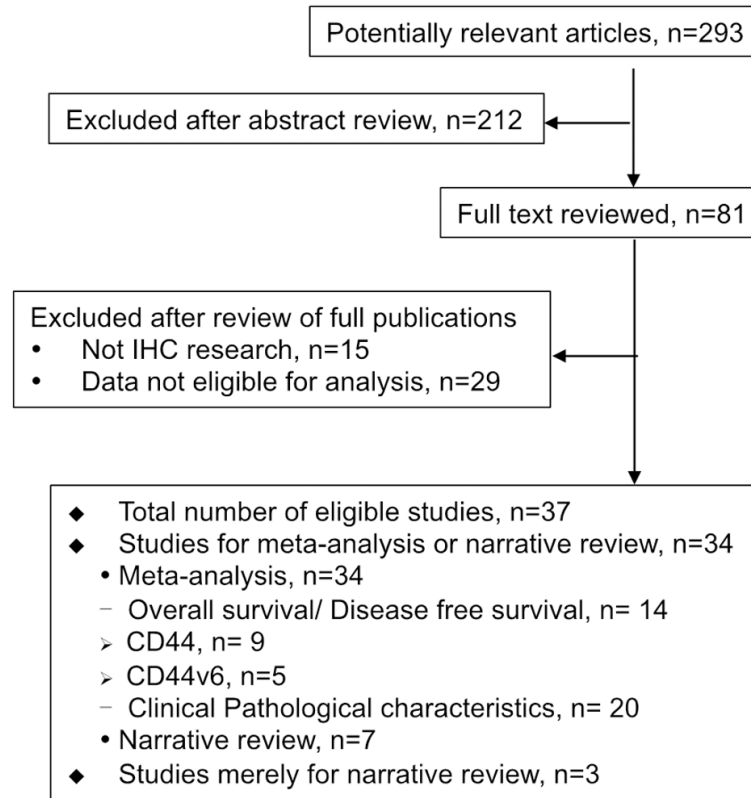 Potentially relevant articles, n=293
Excluded after abstract review, n=212
Full text reviewed, n=81
Excluded after review of full publications
• Not IHC research, n=15
• Data not eligible for analysis, n=29
◆ Total number of eligible studies, n=37
◆ Studies for meta-analysis or narrative review, n=34
• Meta-analysis, n=34
– Overall survival/ Disease free survival, n= 14
➢ CD44, n= 9
➢ CD44v6, n=5
– Clinical Pathological characteristics, n= 20
• Narrative review, n=7
◆ Studies merely for narrative review, n=3